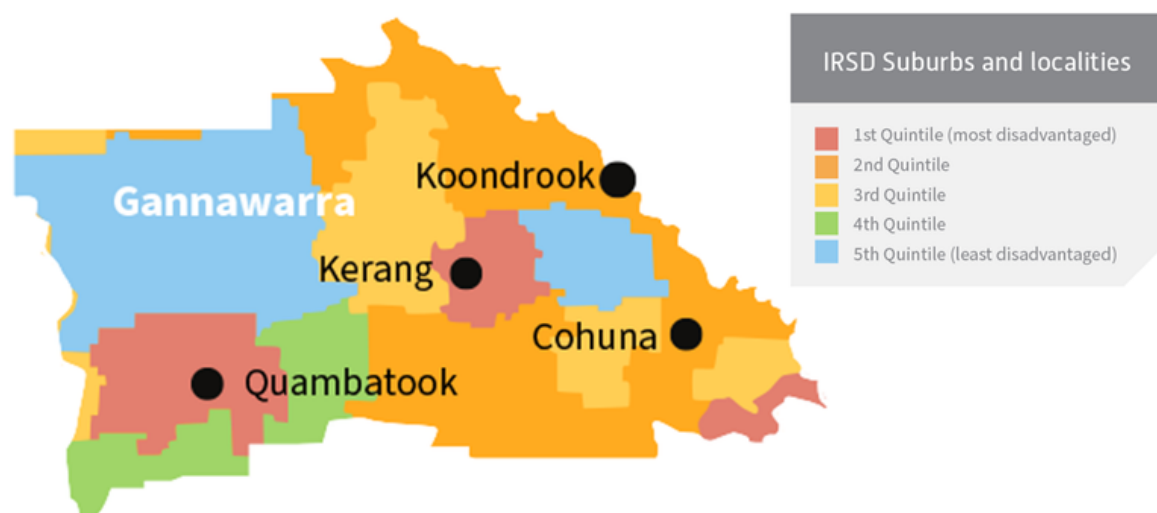 IRSD Suburbs and localities
1st Quintile (most disadvantaged)
2nd Quintile
3rd Quintile
4th Quintile
5th Quintile (least disadvantaged)
Koondrook
Gannawarra
Kerang
Cohuna
Quambatook